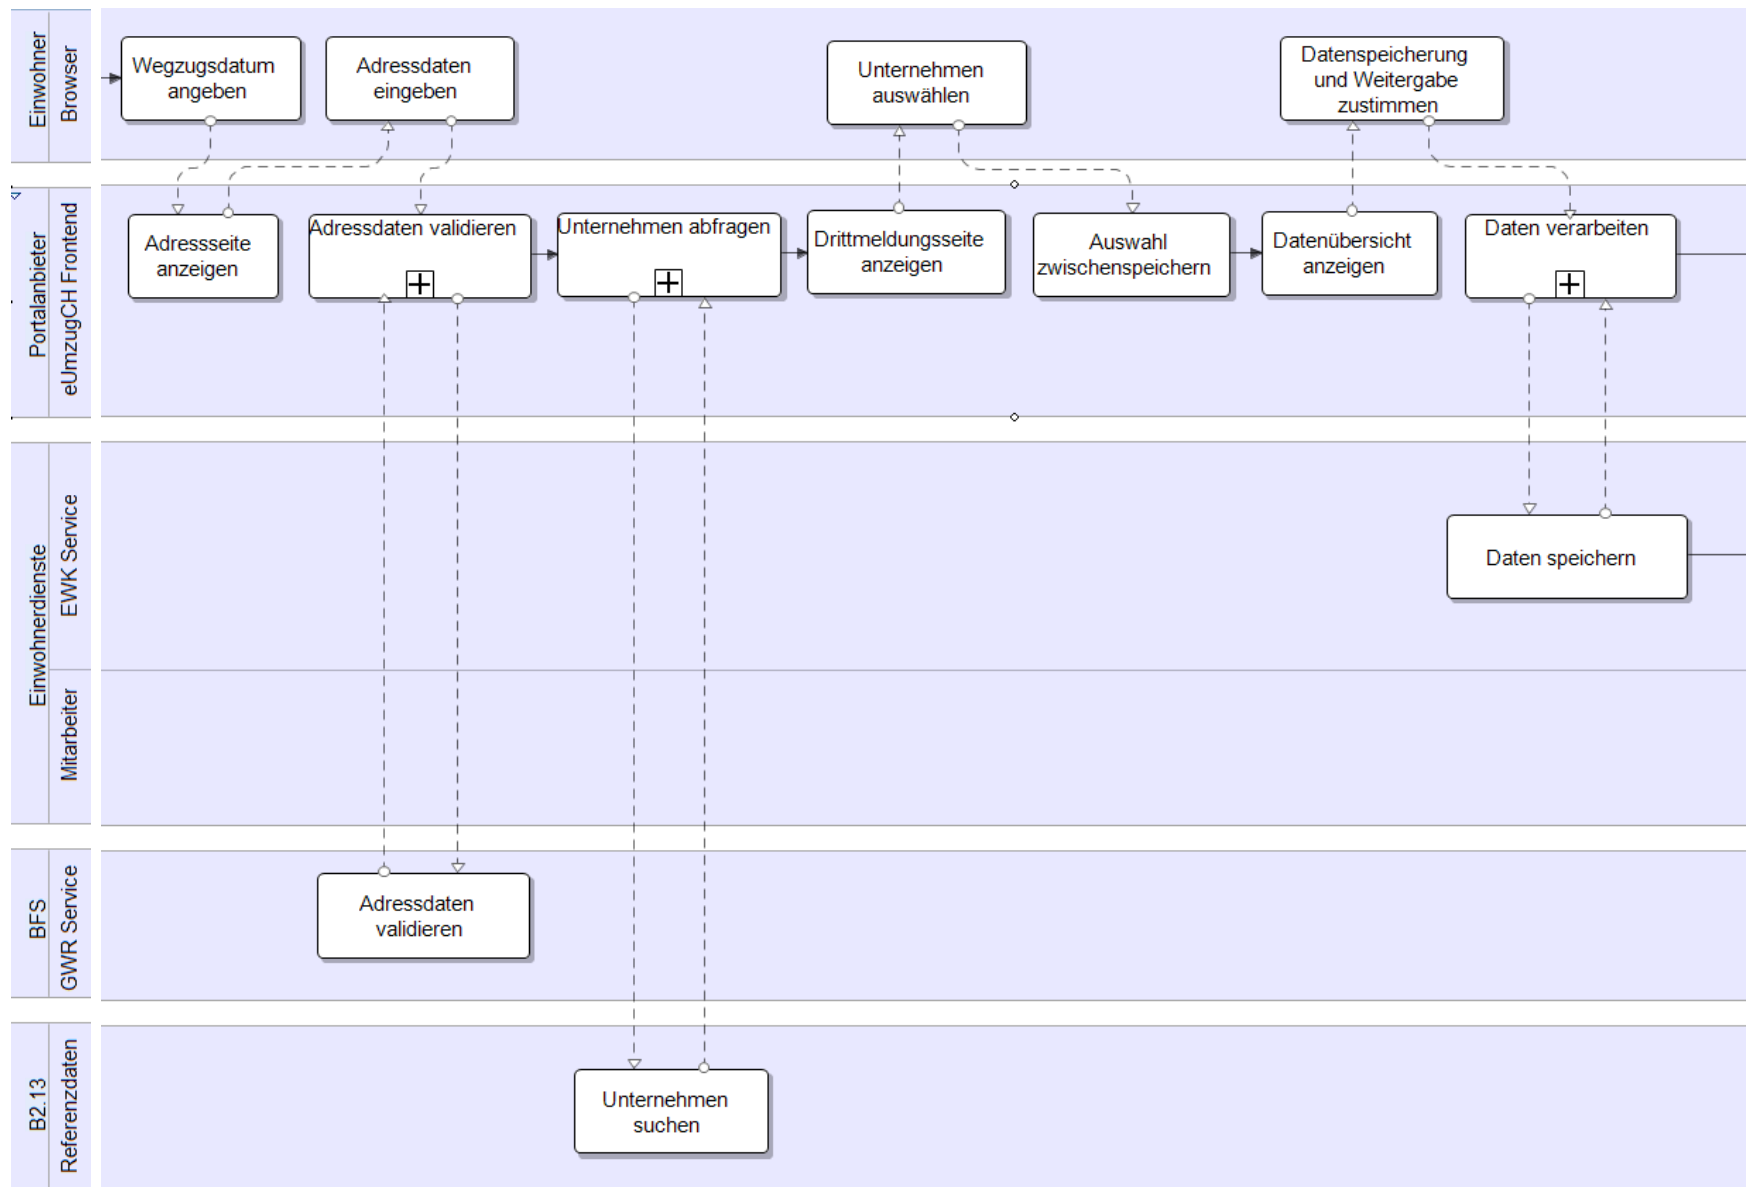 Einwohner
Browser
Wegzugsdatum
angeben
Adressdaten
eingeben
Unternehmen
auswählen
Datenspeicherung
und Weitergabe
zustimmen
Portalanbieter
eUmzugCH Frontend
Adressseite
anzeigen
Adressdaten validieren
Unternehmen abfragen
Drittmeldungsseite
anzeigen
Auswahl
zwischenspeichern
Datenübersicht
anzeigen
Daten verarbeiten
Einwohnerdienste
EWK Service
Daten speichern
Mitarbeiter
BFS
GWR Service
Adressdaten
validieren
B2.13
Referenzdaten
Unternehmen
suchen